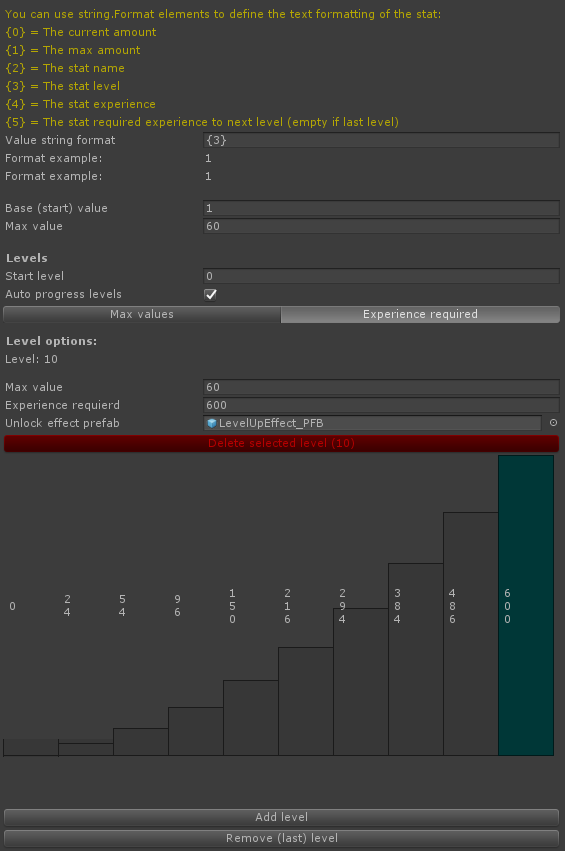 You can use string.Format elements to define the text formatting of the stat:
{0} = The current amount
{1} = The max amount
{2} = The stat name
{3} = The stat level
{4} = The stat experience
{5} = The stat required experience to next level (empty if last level)
Value string format {3}
Format example: 1
Format example: 1
Base (start) value 1
Max value 60
Levels
Start level 0
Auto progress levels
Max values Experience required
Level options:
Level: 10
Max value 60
Experience requierd 600
Unlock effect prefab LevelUpEffect_PFB
Delete selected level (10)
0 24 54 96 150 216 294 384 486 600
Add level
Remove (last) level